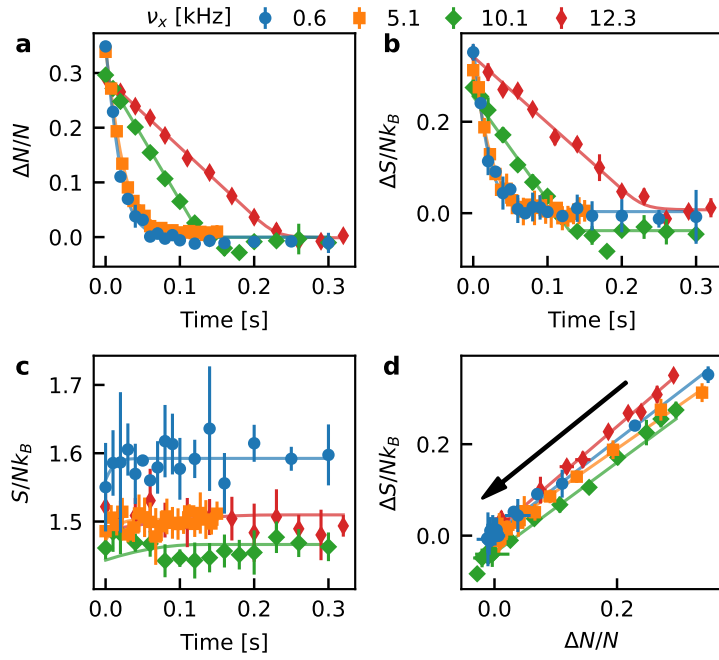 ν_x [kHz] 0.6 5.1 10.1 12.3
a
ΔN/N
0.3
0.2
0.1
0.0
0.0 0.1 0.2 0.3
Time [s]
b
ΔS/Nk_B
0.2
0.0
0.0 0.1 0.2 0.3
Time [s]
c
S/Nk_B
1.7
1.6
1.5
0.0 0.1 0.2 0.3
Time [s]
d
ΔS/Nk_B
0.2
0.0
0.0 0.2
ΔN/N